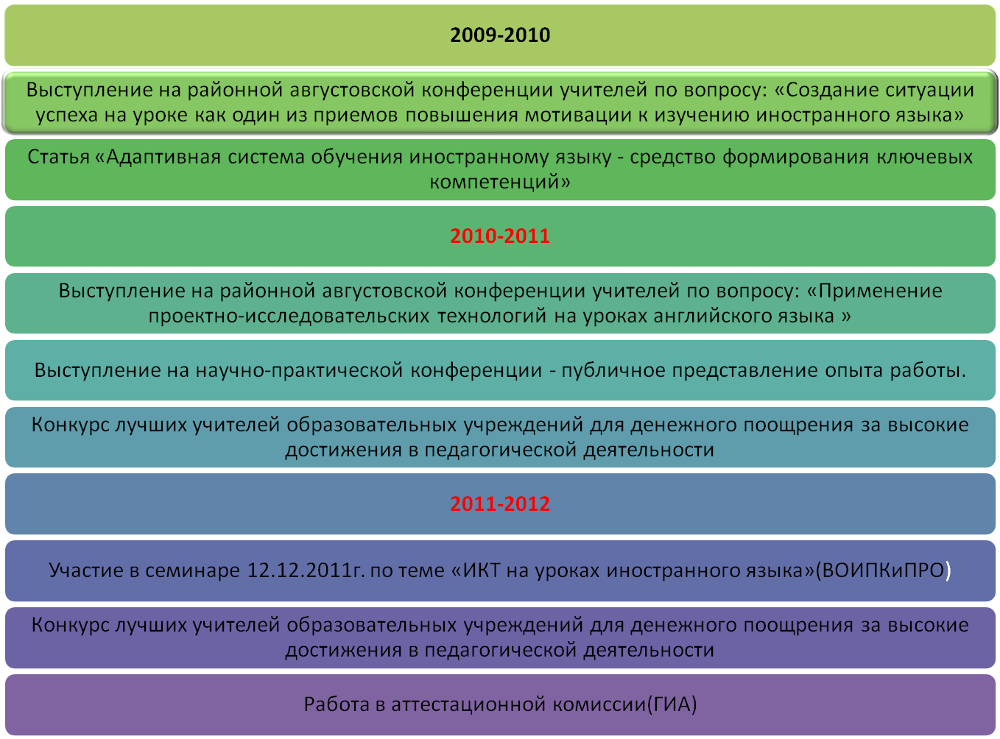 2009-2010
Выступление на районной августовской конференции учителей по вопросу: «Создание ситуации
успеха на уроке как один из приемов повышения мотивации к изучению иностранного языка»
Статья «Адаптивная система обучения иностранному языку - средство формирования ключевых
компетенций»
2010-2011
Выступление на районной августовской конференции учителей по вопросу: «Применение
проектно-исследовательских технологий на уроках английского языка »
Выступление на научно-практической конференции - публичное представление опыта работы.
Конкурс лучших учителей образовательных учреждений для денежного поощрения за высокие
достижения в педагогической деятельности
2011-2012
Участие в семинаре 12.12.2011г. по теме «ИКТ на уроках иностранного языка»(ВОИПКиПРО)
Конкурс лучших учителей образовательных учреждений для денежного поощрения за высокие
достижения в педагогической деятельности
Работа в аттестационной комиссии(ГИА)